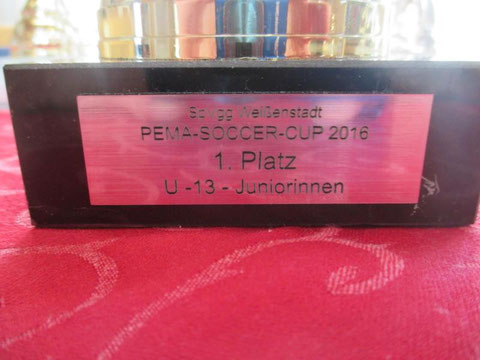 SpVgg Weißenstadt
PEMA-SOCCER-CUP 2016
1. Platz
U -13 - Juniorinnen